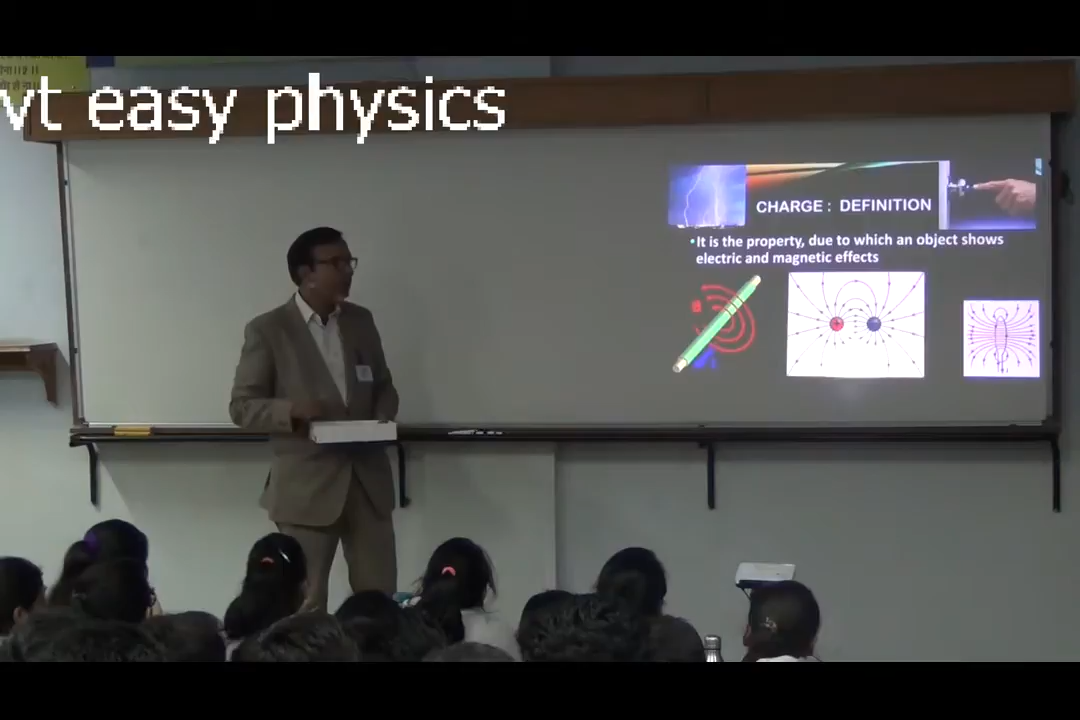 vt easy physics
CHARGE : DEFINITION
•It is the property, due to which an object shows
electric and magnetic effects